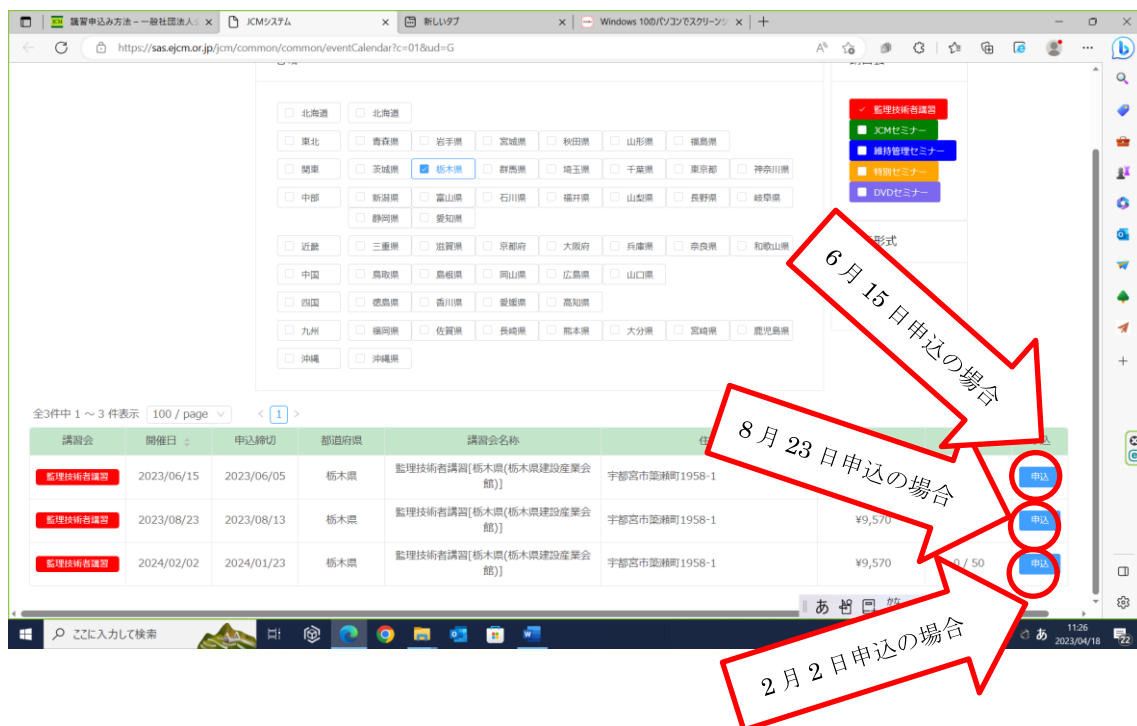 講習申込み方法 – 一般社団法人
JCMシステム
新しいタブ
Windows 10のパソコンでスクリーンシ
https://sas.ejcm.or.jp/jcm/common/common/eventCalendar?c=01&ud=G
北海道 北海道
東北 青森県 岩手県 宮城県 秋田県 山形県 福島県
関東 茨城県 栃木県 群馬県 埼玉県 千葉県 東京都 神奈川県
中部 新潟県 富山県 石川県 福井県 山梨県 長野県 岐阜県
静岡県 愛知県
近畿 三重県 滋賀県 京都府 大阪府 兵庫県 奈良県 和歌山県
中国 鳥取県 島根県 岡山県 広島県 山口県
四国 徳島県 香川県 愛媛県 高知県
九州 福岡県 佐賀県 長崎県 熊本県 大分県 宮崎県 鹿児島県
沖縄 沖縄県
監理技術者講習
JCMセミナー
維持管理セミナー
特別セミナー
DVDセミナー
形式
6月15日申込の場合
8月23日申込の場合
2月2日申込の場合
全3件中 1 ～ 3 件表示 100 / page < 1 >
講習会 開催日 申込締切 都道府県 講習会名称
監理技術者講習 2023/06/15 2023/06/05 栃木県 監理技術者講習[栃木県(栃木県建設産業会館)] 宇都宮市簗瀬町1958-1 申込
監理技術者講習 2023/08/23 2023/08/13 栃木県 監理技術者講習[栃木県(栃木県建設産業会館)] 宇都宮市簗瀬町1958-1 ¥9,570 申込
監理技術者講習 2024/02/02 2024/01/23 栃木県 監理技術者講習[栃木県(栃木県建設産業会館)] 宇都宮市簗瀬町1958-1 ¥9,570 / 50 申込
あ
ここに入力して検索
あ
11:26
2023/04/18
22